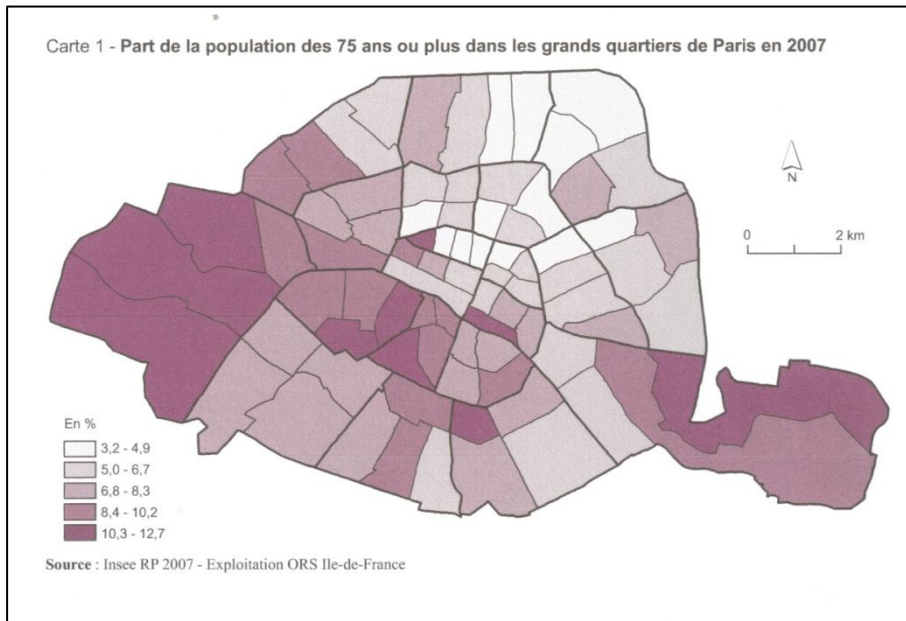 Carte 1 - Part de la population des 75 ans ou plus dans les grands quartiers de Paris en 2007
N
0 2 km
En %
3,2 - 4,9
5,0 - 6,7
6,8 - 8,3
8,4 - 10,2
10,3 - 12,7
Source : Insee RP 2007 - Exploitation ORS Ile-de-France